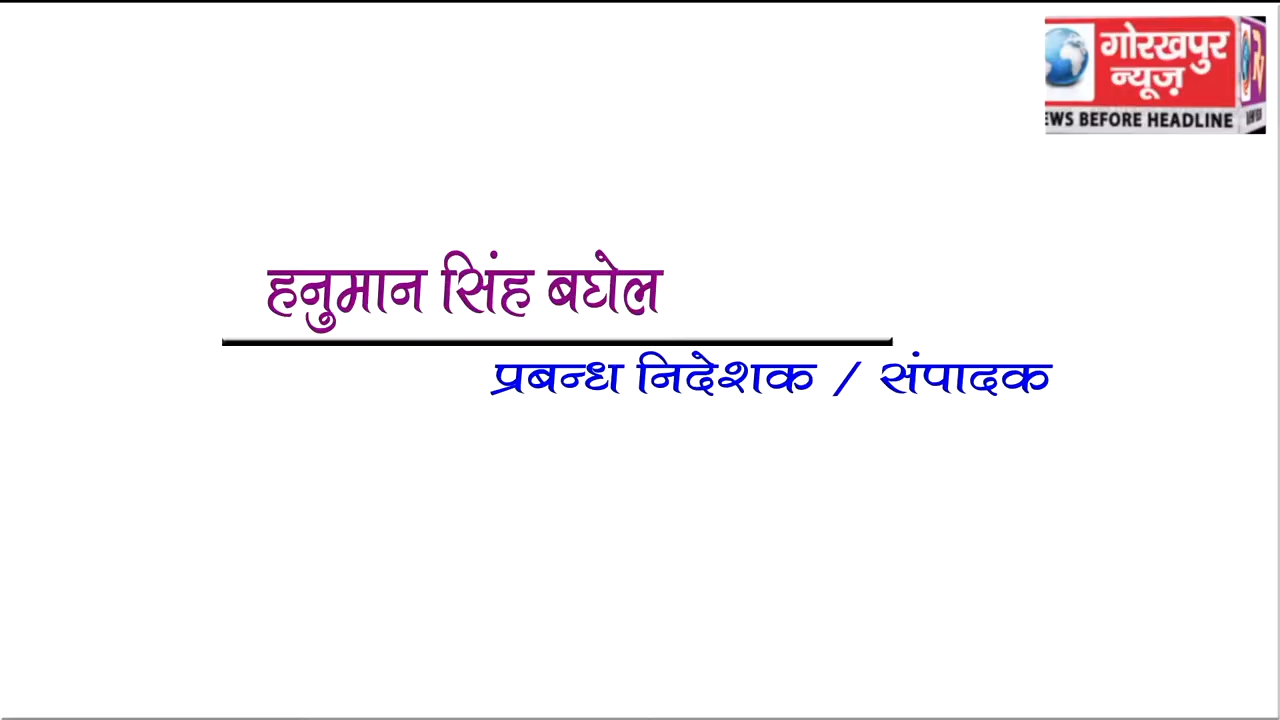 गोरखपुर
न्यूज़
EWS BEFORE HEADLINE
हनुमान सिंह बघेल
प्रबन्ध निदेशक / संपादक